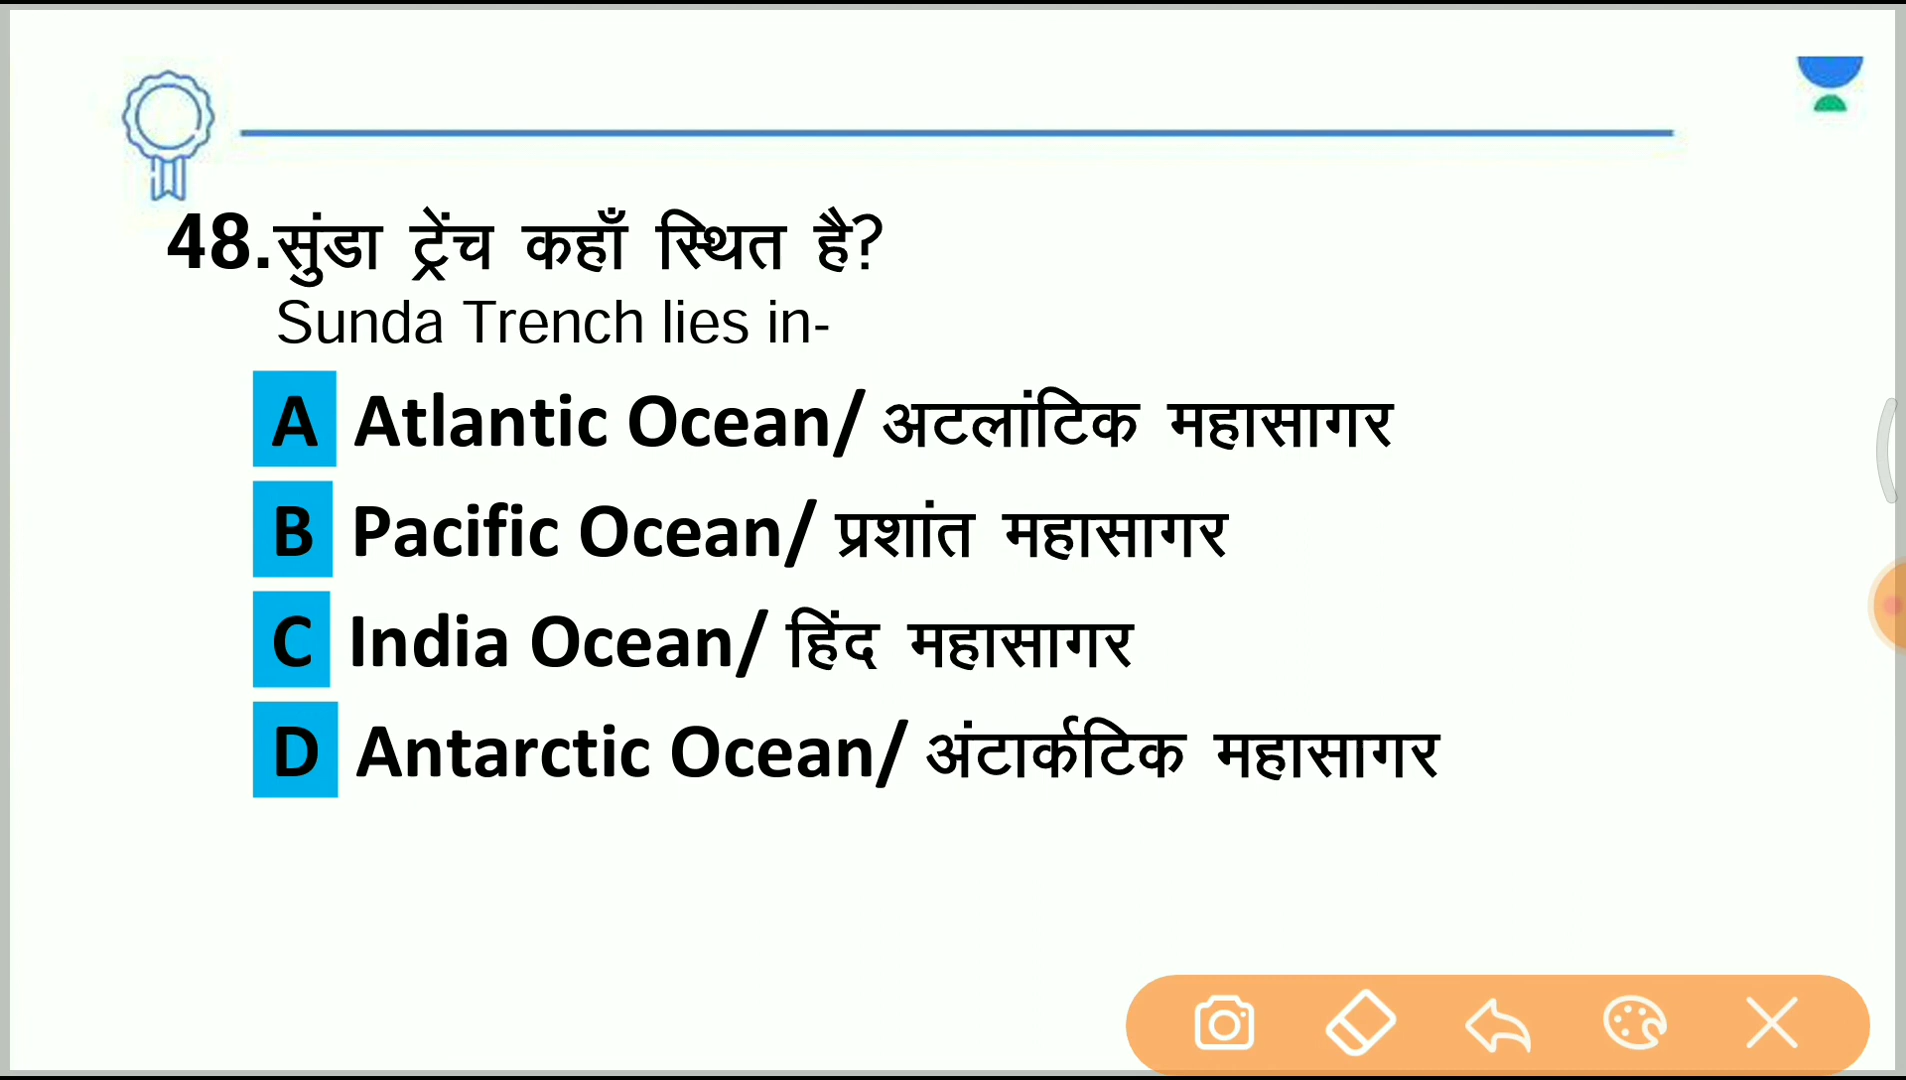 48.सुंडा ट्रेंच कहाँ स्थित है?
Sunda Trench lies in-
A Atlantic Ocean/ अटलांटिक महासागर
B Pacific Ocean/ प्रशांत महासागर
C India Ocean/ हिंद महासागर
D Antarctic Ocean/ अंटार्कटिक महासागर